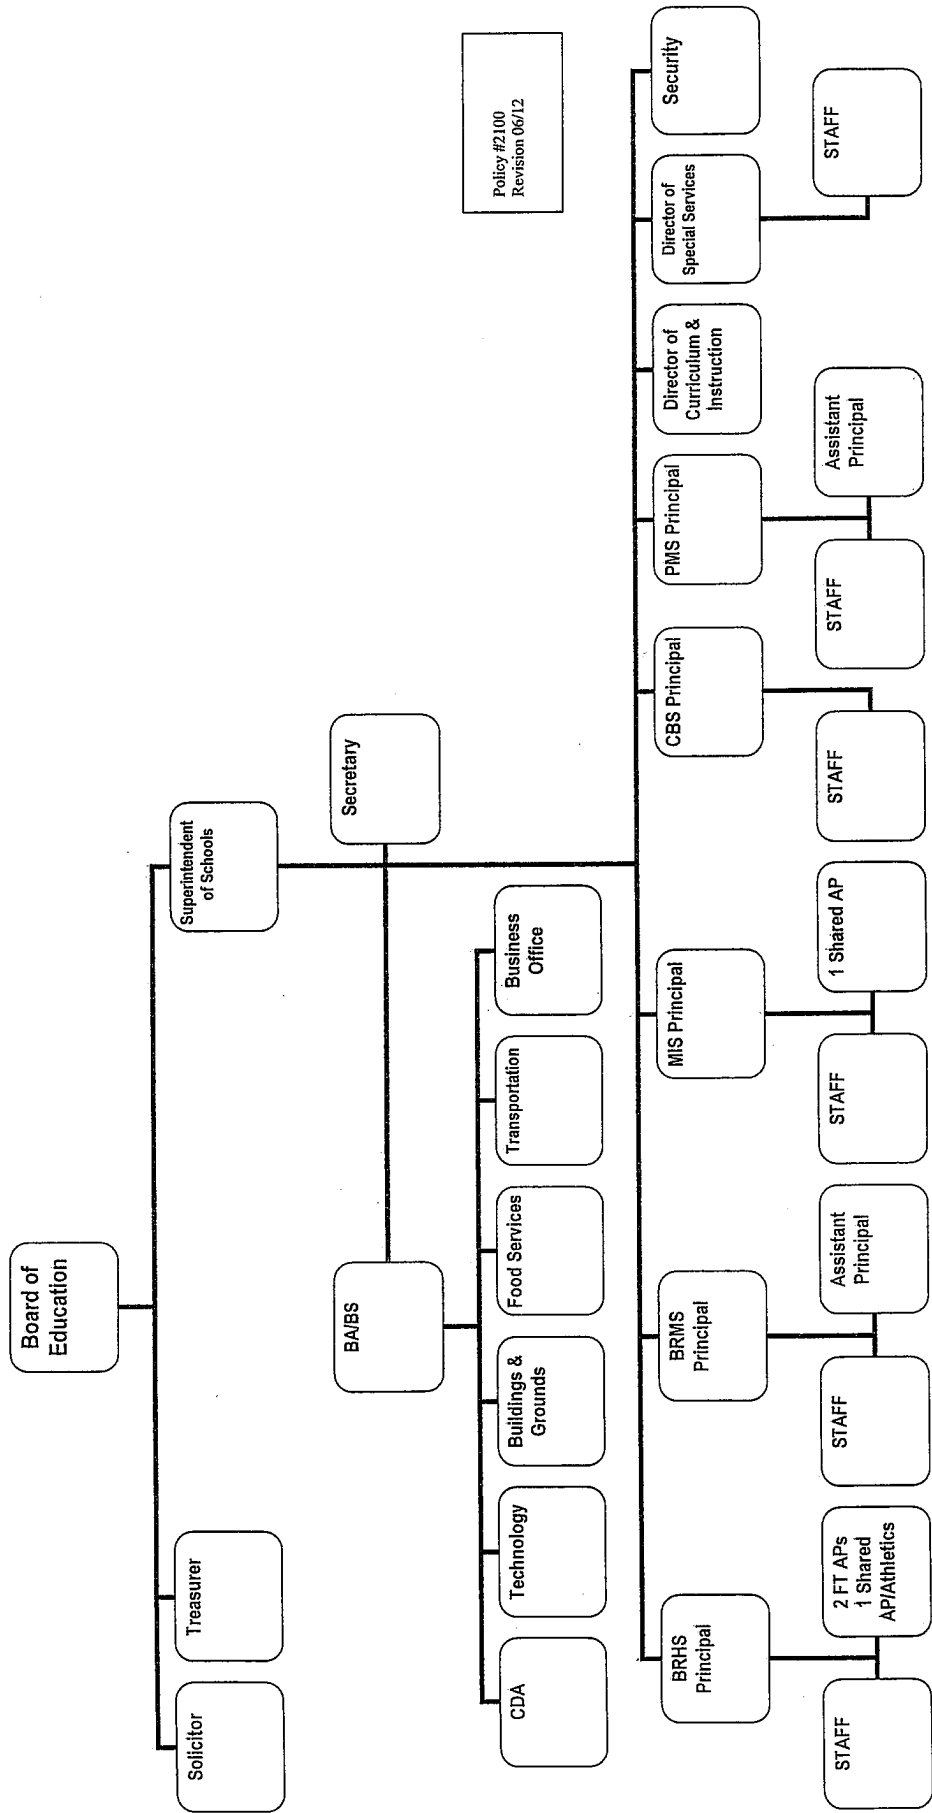 Board of
Education
Solicitor
Treasurer
Superintendent
of Schools
BA/BS
Secretary
CDA
Technology
Buildings &
Grounds
Food Services
Transportation
Business
Office
Policy #2100
Revision 06/12
BRHS
Principal
BRMS
Principal
MIS Principal
CBS Principal
PMS Principal
Director of
Curriculum &
Instruction
Director of
Special Services
Security
STAFF
2 FT APs
1 Shared
AP/Athletics
STAFF
Assistant
Principal
STAFF
1 Shared AP
STAFF
STAFF
Assistant
Principal
STAFF